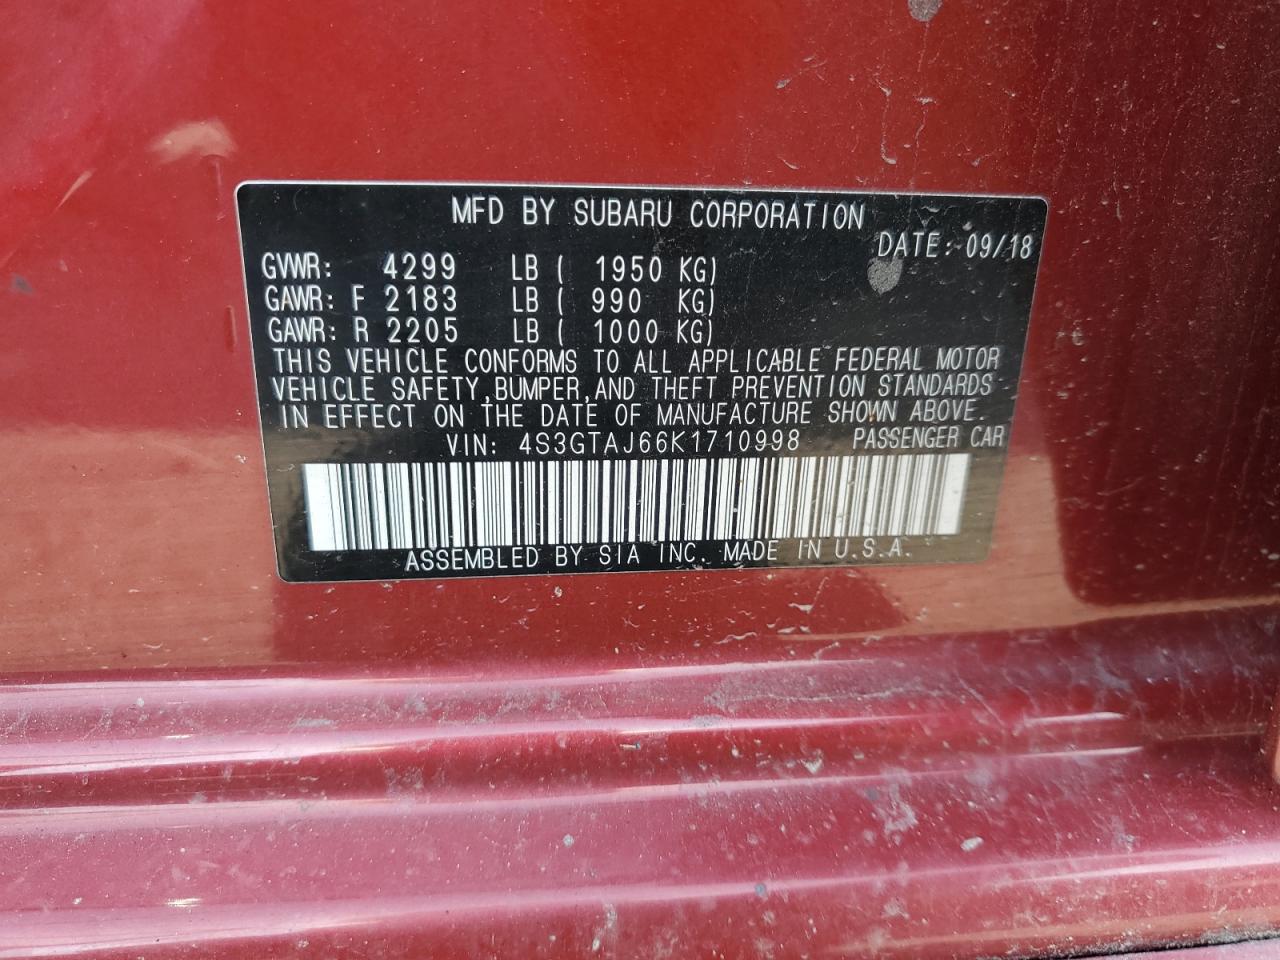 MFD BY SUBARU CORPORATION
DATE: 09/18
GVWR: 4299 LB ( 1950 KG)
GAWR: F 2183 LB ( 990 KG)
GAWR: R 2205 LB ( 1000 KG)
THIS VEHICLE CONFORMS TO ALL APPLICABLE FEDERAL MOTOR
VEHICLE SAFETY,BUMPER,AND THEFT PREVENTION STANDARDS
IN EFFECT ON THE DATE OF MANUFACTURE SHOWN ABOVE.
VIN: 4S3GTAJ66K1710998 PASSENGER CAR
ASSEMBLED BY SIA INC. MADE IN U.S.A.